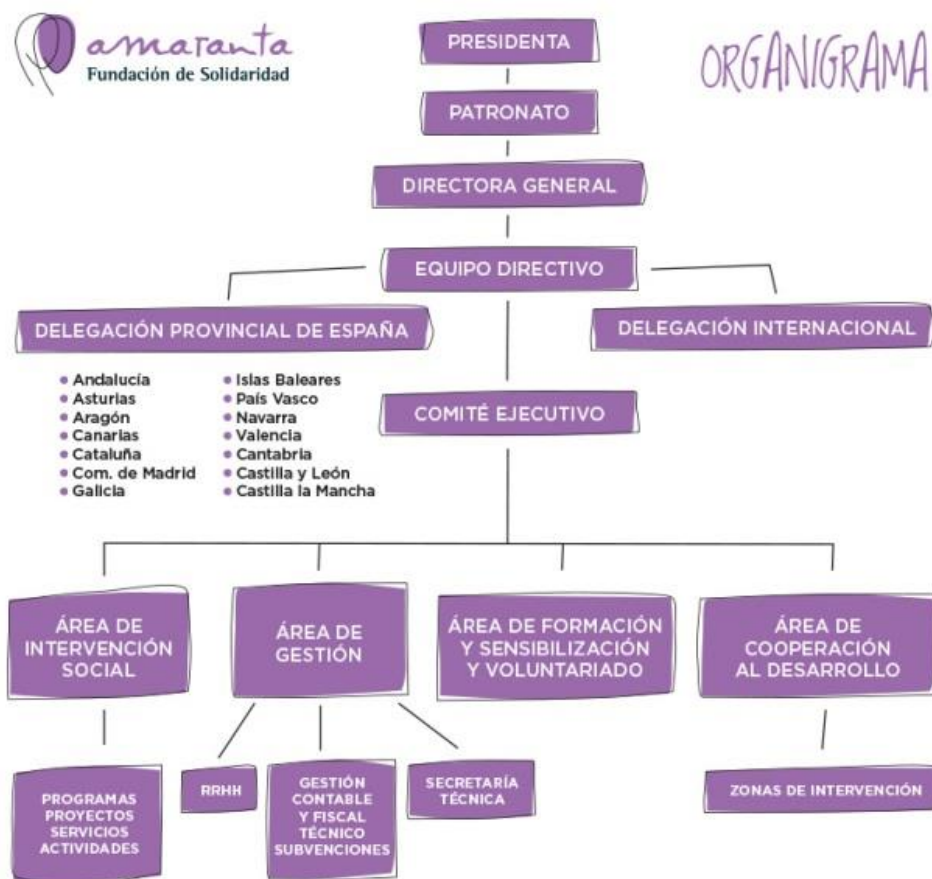 amaranta
Fundación de Solidaridad
ORGANIGRAMA
PRESIDENTA
PATRONATO
DIRECTORA GENERAL
EQUIPO DIRECTIVO
DELEGACIÓN PROVINCIAL DE ESPAÑA
DELEGACIÓN INTERNACIONAL
Andalucía
Asturias
Aragón
Canarias
Cataluña
Com. de Madrid
Galicia
Islas Baleares
País Vasco
Navarra
Valencia
Cantabria
Castilla y León
Castilla la Mancha
COMITÉ EJECUTIVO
ÁREA DE
INTERVENCIÓN
SOCIAL
ÁREA DE
GESTIÓN
ÁREA DE FORMACIÓN
Y SENSIBILIZACIÓN
Y VOLUNTARIADO
ÁREA DE
COOPERACIÓN
AL DESARROLLO
PROGRAMAS
PROYECTOS
SERVICIOS
ACTIVIDADES
RRHH
GESTIÓN
CONTABLE
Y FISCAL
TÉCNICO
SUBVENCIONES
SECRETARÍA
TÉCNICA
ZONAS DE INTERVENCIÓN